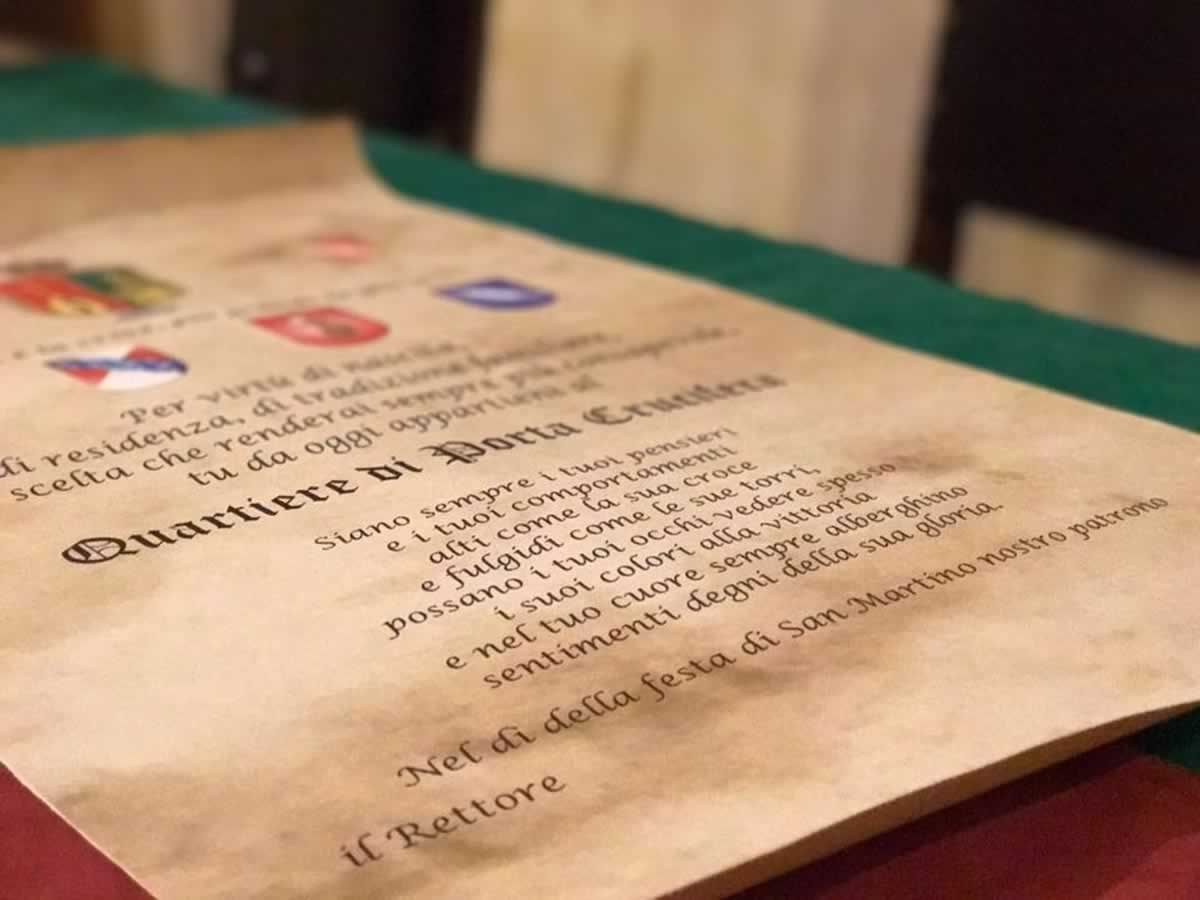 Per virtù di nascita,
di residenza, di tradizione familiare,
scelta che renderai sempre più consapevole,
tu da oggi appartieni al
Quartiere di Porta Crucifera
Siano sempre i tuoi pensieri
e i tuoi comportamenti
alti come la sua croce
e fulgidi come le sue torri,
possano i tuoi occhi vedere spesso
i suoi colori alla vittoria
e nel tuo cuore sempre alberghino
sentimenti degni della sua gloria.
Nel dì della festa di San Martino nostro patrono
il Rettore